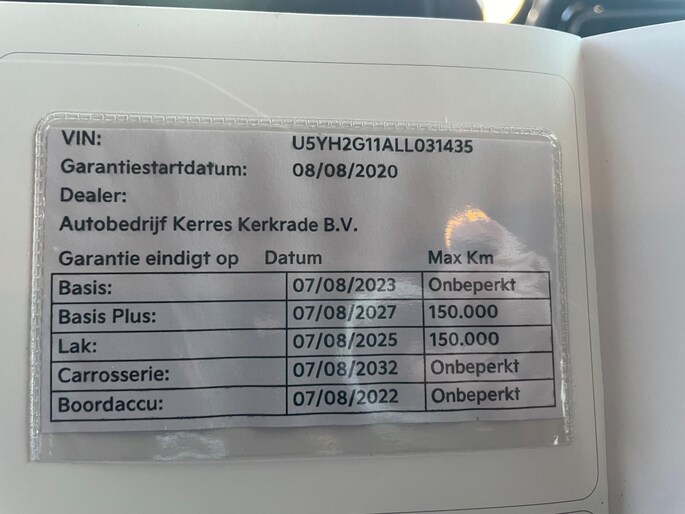 VIN: U5YH2G11ALL031435
Garantiestartdatum: 08/08/2020
Dealer:
Autobedrijf Kerres Kerkrade B.V.
Garantie eindigt op Datum Max Km
Basis: 07/08/2023 Onbeperkt
Basis Plus: 07/08/2027 150.000
Lak: 07/08/2025 150.000
Carrosserie: 07/08/2032 Onbeperkt
Boordaccu: 07/08/2022 Onbeperkt